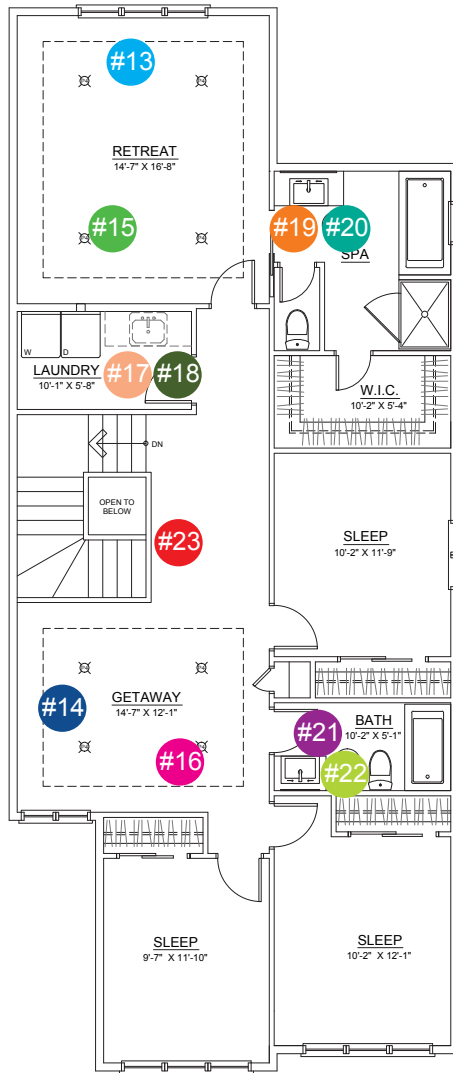 #13
RETREAT
14'-7" X 16'-8"
#15
#19
#20
SPA
W
D
LAUNDRY
10'-1" X 5'-8"
#17
#18
W.I.C.
10'-2" X 5'-4"
DN
OPEN TO
BELOW
#23
SLEEP
10'-2" X 11'-9"
GETAWAY
14'-7" X 12'-1"
#14
#16
BATH
10'-2" X 5'-1"
#21
#22
SLEEP
9'-7" X 11'-10"
SLEEP
10'-2" X 12'-1"